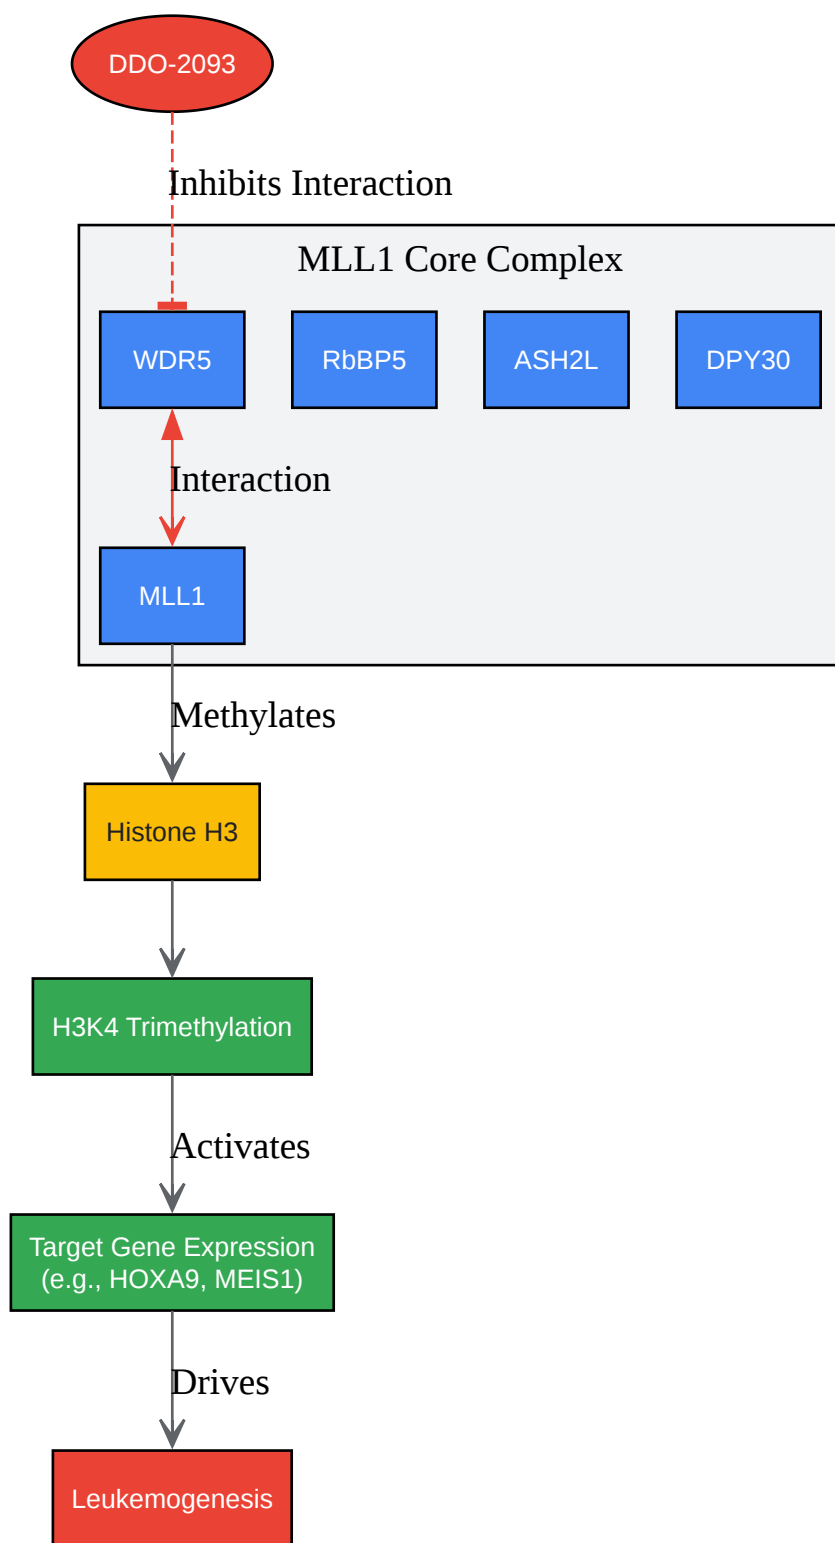 DDO-2093
Inhibits Interaction
MLL1 Core Complex
WDR5
RbBP5
ASH2L
DPY30
Interaction
MLL1
Methylates
Histone H3
H3K4 Trimethylation
Activates
Target Gene Expression
(e.g., HOXA9, MEIS1)
Drives
Leukemogenesis